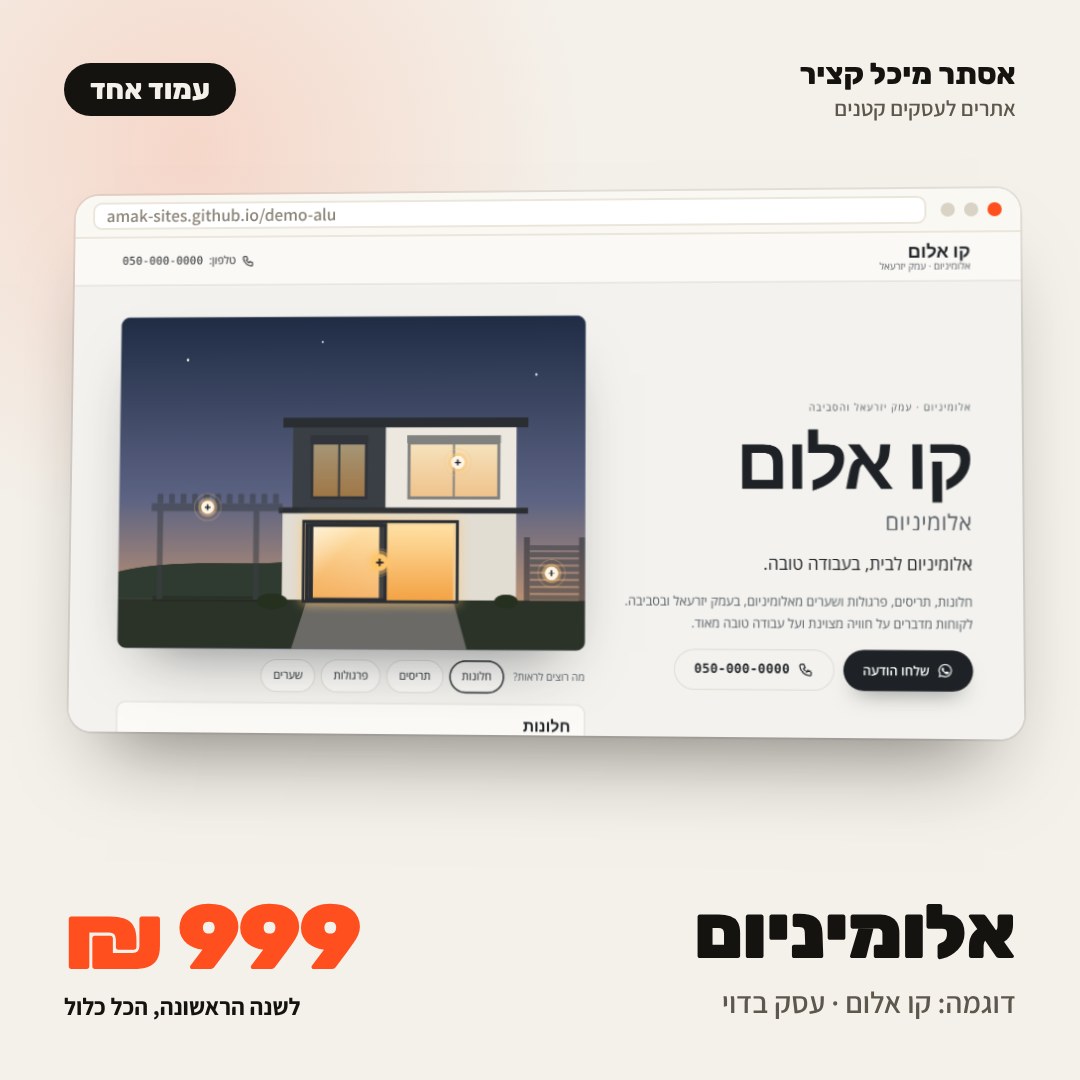 אסתר מיכל קציר
אתרים לעסקים קטנים
עמוד אחד
amak-sites.github.io/demo-alu
קו אלום
אלומיניום · עמק יזרעאל
טלפון: 050-000-0000
אלומיניום · עמק יזרעאל והסביבה
קו אלום
אלומיניום
אלומיניום לבית, בעבודה טובה.
חלונות, תריסים, פרגולות ושערים מאלומיניום, בעמק יזרעאל ובסביבה.
לקוחות מדברים על חוויה מצוינת ועל עבודה טובה מאוד.
שלחו הודעה
050-000-0000
מה רוצים לראות?
חלונות
תריסים
פרגולות
שערים
חלונות
אלומיניום
דוגמה: קו אלום · עסק בדוי
999 ₪
לשנה הראשונה, הכל כלול